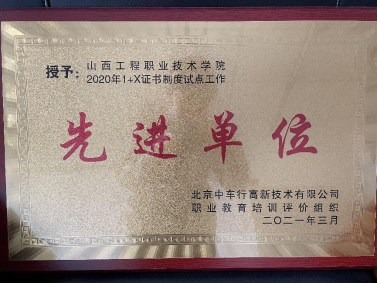 授予：山西工程职业技术学院
2020年1+X证书制度试点工作
先进单位
北京中车行高新技术有限公司
职业教育培训评价组织
二〇二一年三月